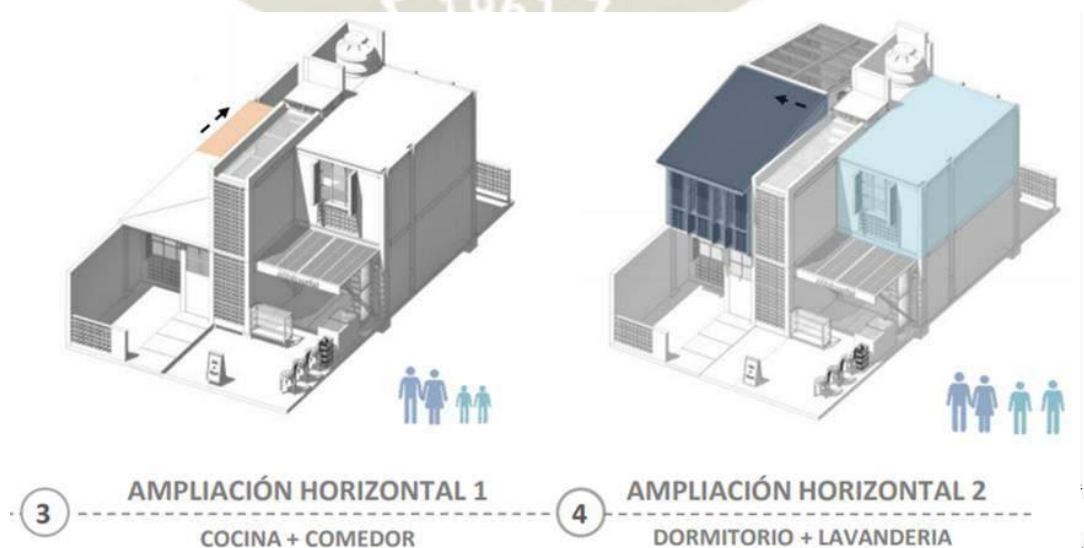 3
AMPLIACIÓN HORIZONTAL 1
COCINA + COMEDOR
4
AMPLIACIÓN HORIZONTAL 2
DORMITORIO + LAVANDERIA